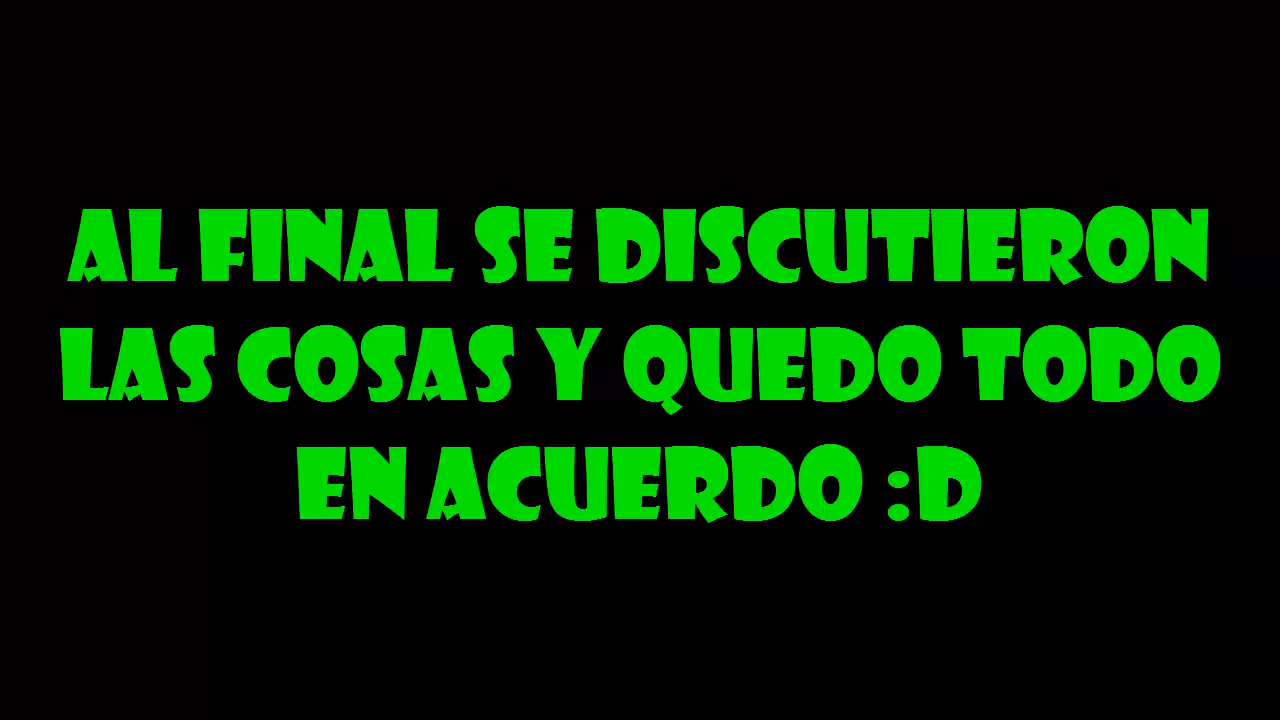 AL FINAL SE DISCUTIERON
LAS COSAS Y QUEDO TODO
EN ACUERDO :D